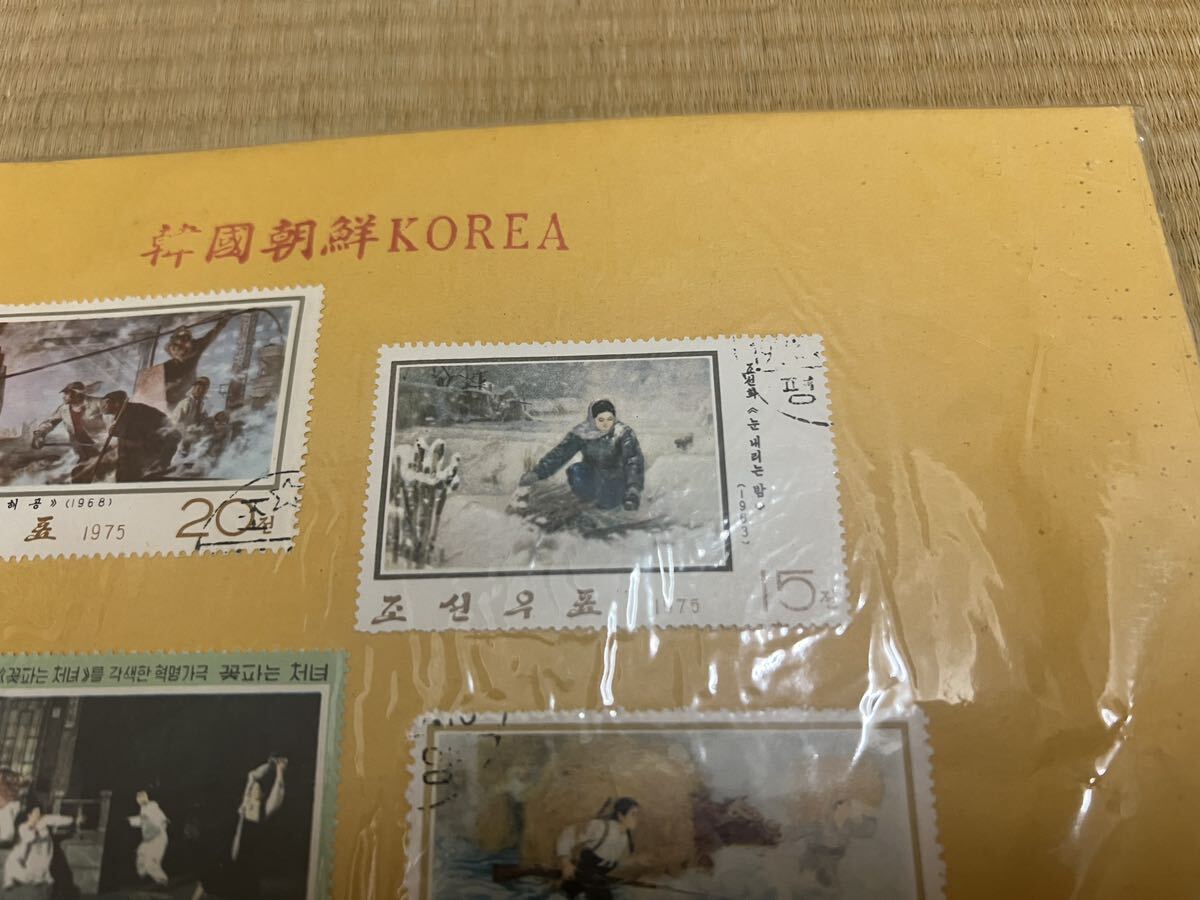 韓國朝鮮KOREA
해공》(1968)
표 1975 20전
조선화 《눈 내리는 밤》 (1963)
평
조선우표 1975 15전
《꽃파는 처녀》를 각색한 혁명가극 꽃파는 처녀